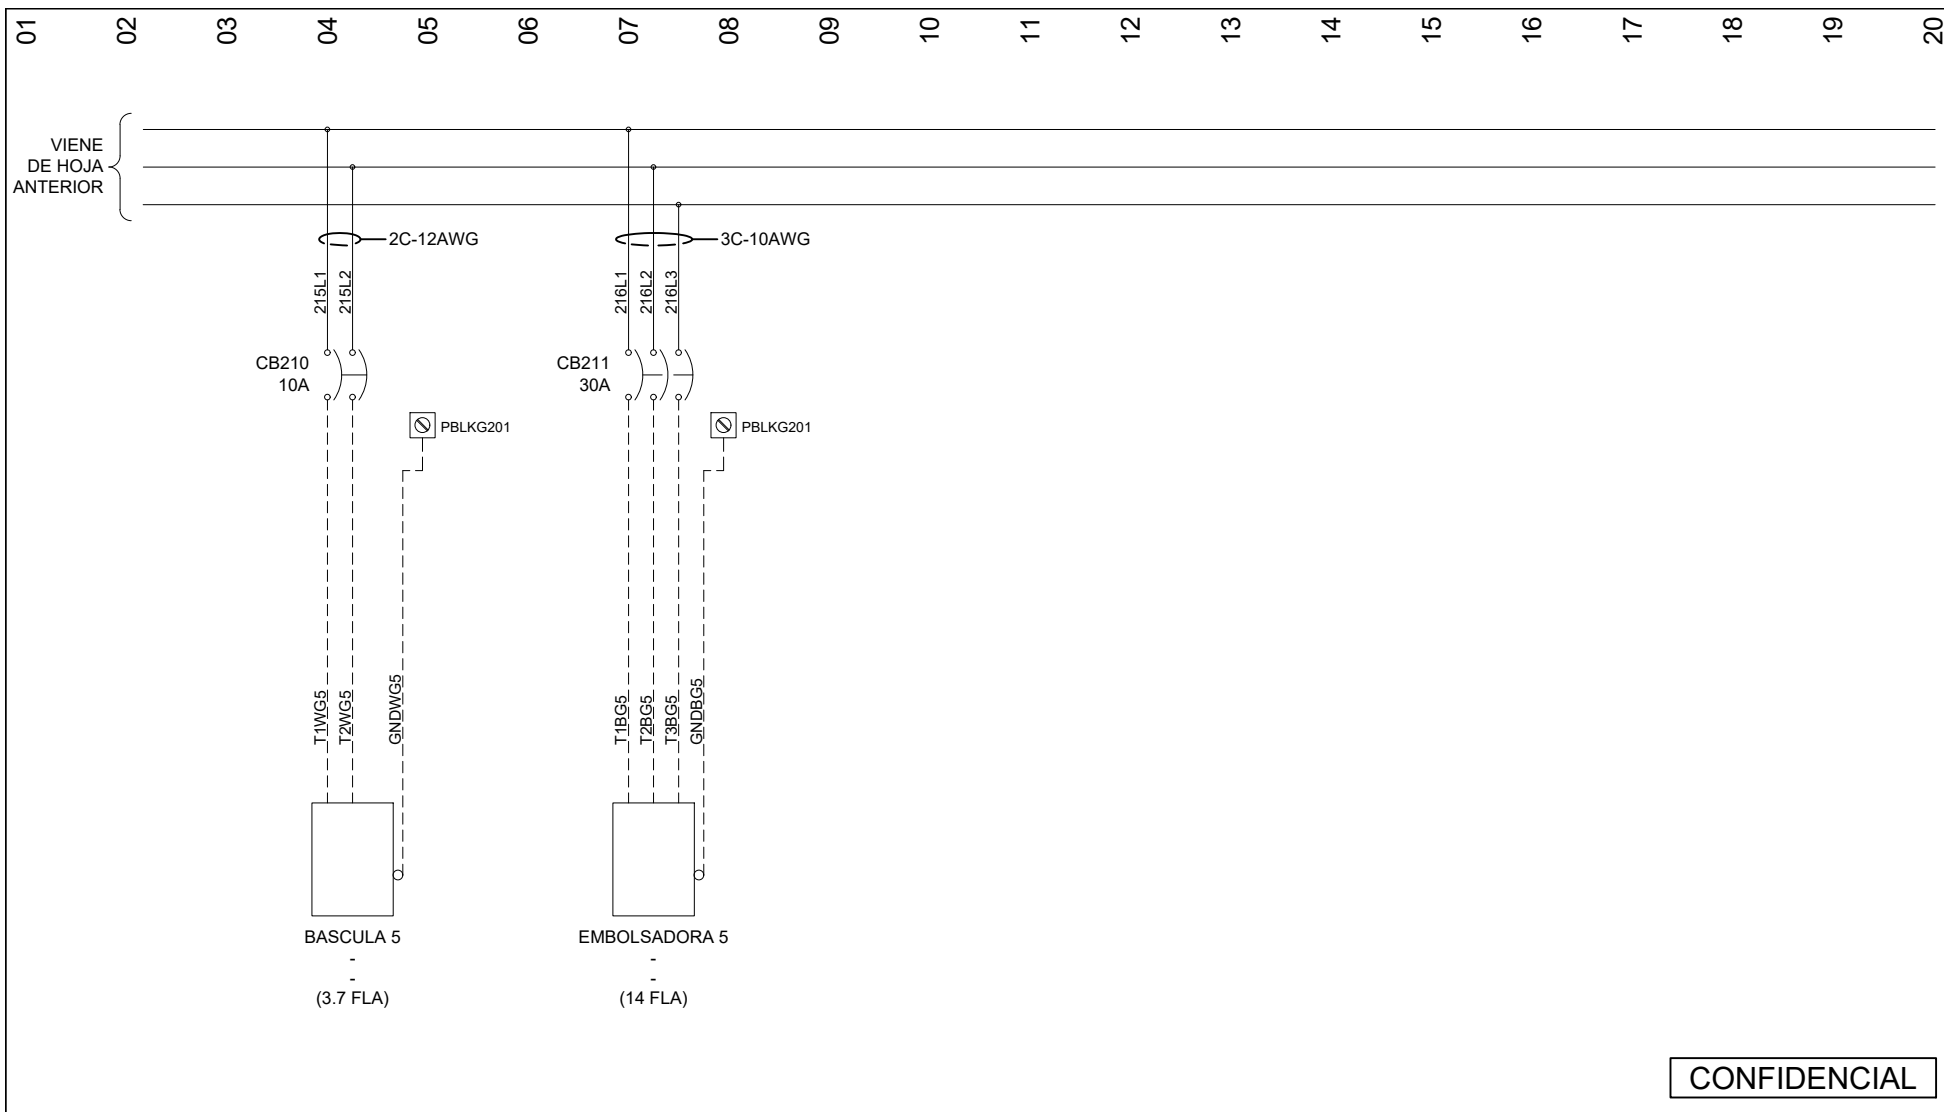 01
02
03
04
05
06
07
08
09
10
11
12
13
14
15
16
17
18
19
20
VIENE
DE HOJA
ANTERIOR
2C-12AWG
3C-10AWG
215L1
215L2
216L1
216L2
216L3
CB210
10A
CB211
30A
PBLKG201
PBLKG201
T1WG5
T2WG5
GNDWG5
T1BG5
T2BG5
T3BG5
GNDBG5
BASCULA 5
-
-
(3.7 FLA)
EMBOLSADORA 5
-
-
(14 FLA)
CONFIDENCIAL